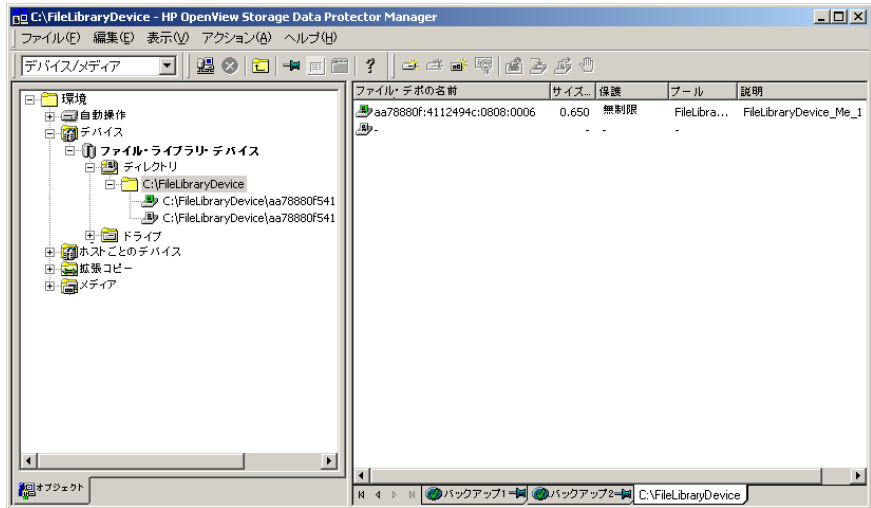 C:\FileLibraryDevice - HP OpenView Storage Data Protector Manager
ファイル(F) 編集(E) 表示(V) アクション(A) ヘルプ(H)
デバイス/メディア
環境
自動操作
デバイス
ファイル・ライブラリ・デバイス
ディレクトリ
C:\FileLibraryDevice
C:\FileLibraryDevice\aa78880f541
C:\FileLibraryDevice\aa78880f541
ドライブ
ホストごとのデバイス
拡張コピー
メディア
オブジェクト
ファイル・デポの名前 サイズ... 保護 プール 説明
aa78880f:4112494c:0808:0006 0.650 無制限 FileLibra... FileLibraryDevice_Me_1
- - - -
バックアップ1 バックアップ2 C:\FileLibraryDevice